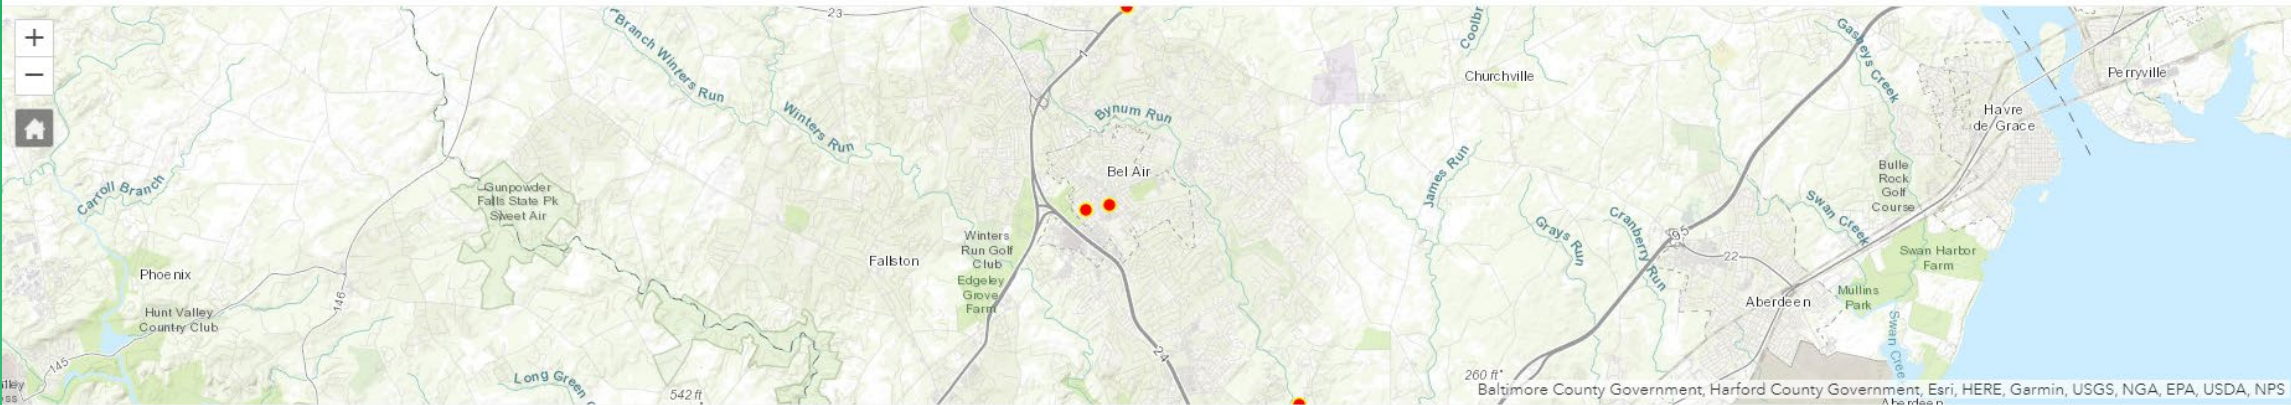 +
23
Branch Winters Run
1
Coolbr
Gasheys Creek
Churchville
Perryville
−
Winters Run
Bynum Run
Havre
de Grace
Carroll Branch
Gunpowder
Falls State Pk
Sweet Air
Bel Air
James Run
Bulle
Rock
Golf
Course
Swan Creek
Winters
Run Golf
Club
Edgeley
Grove
Farm
Fallston
Grays Run
Cranberry Run
95
22
Swan Harbor
Farm
Phoenix
146
Hunt Valley
Country Club
Aberdeen
Mullins
Park
Swan Cree
24
145
Long Green
542 ft
260 ft
Baltimore County Government, Harford County Government, Esri, HERE, Garmin, USGS, NGA, EPA, USDA, NPS